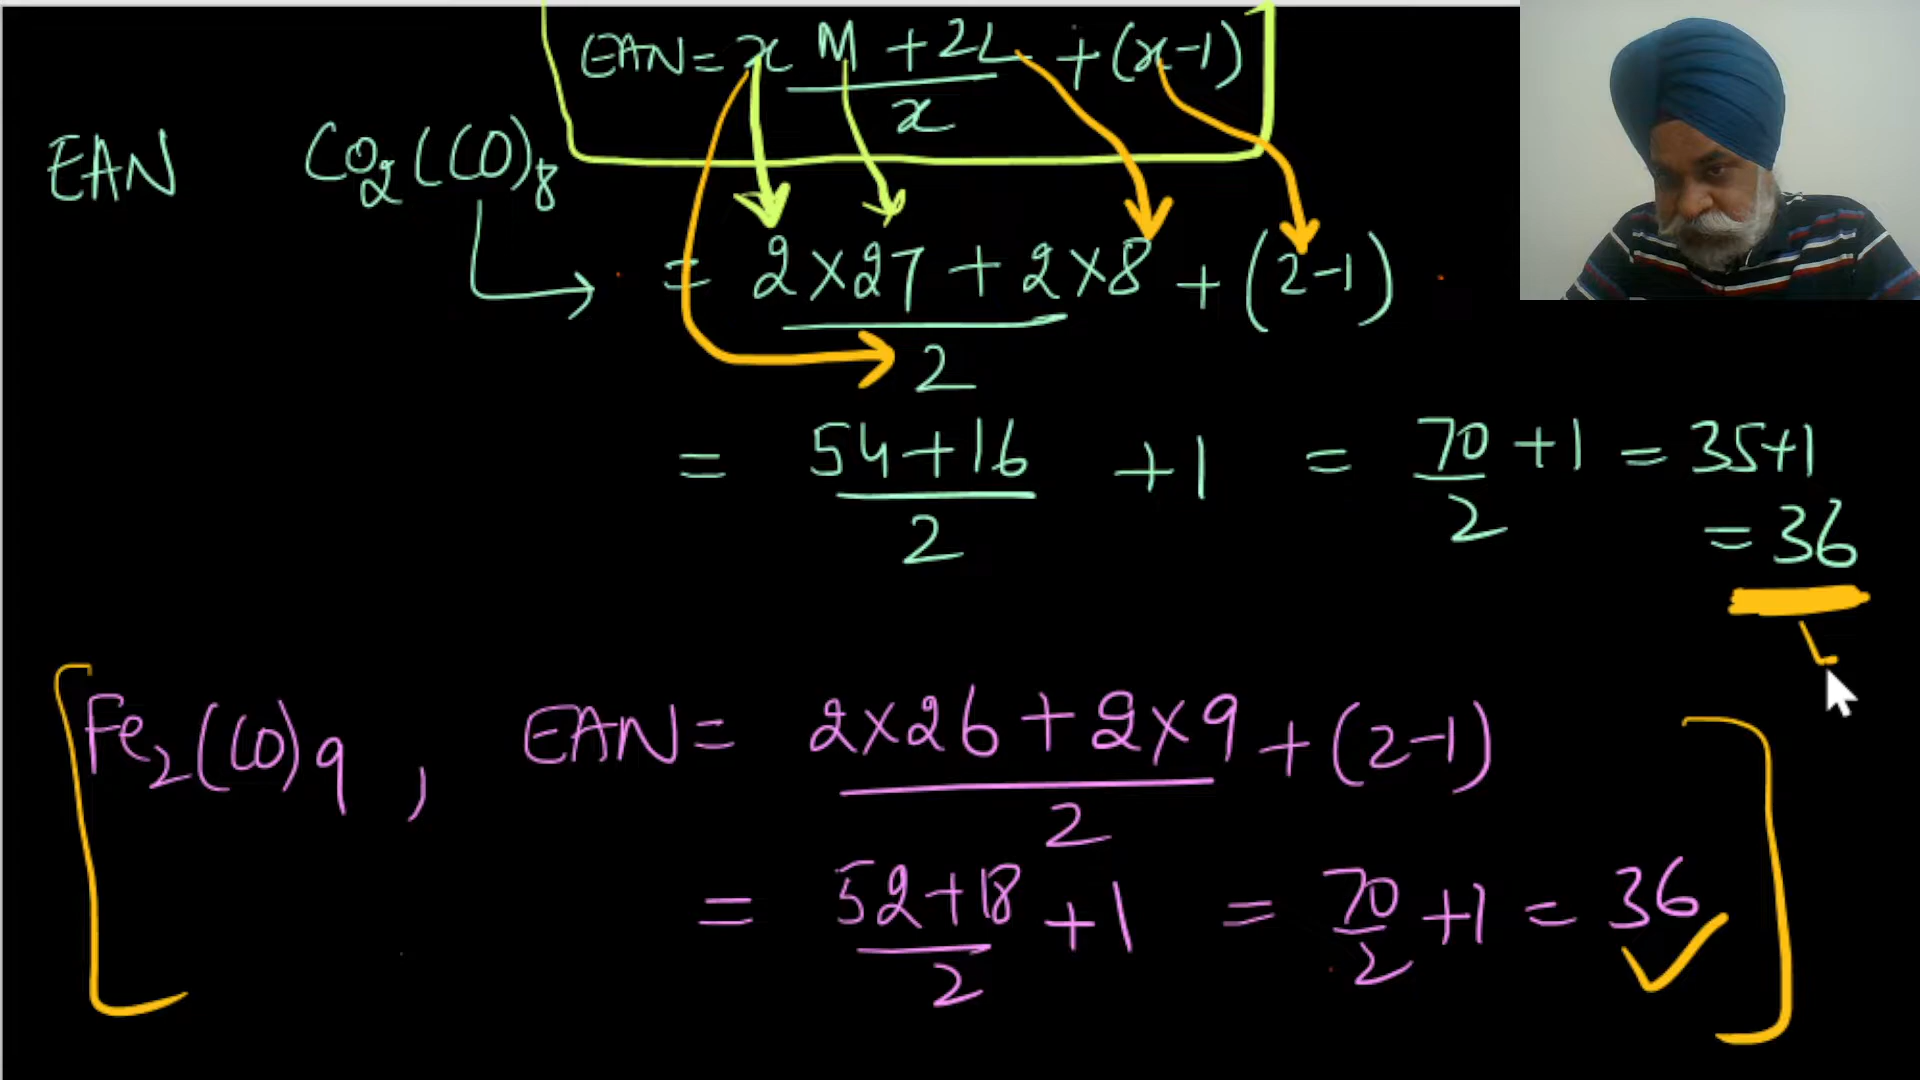 EAN = x M + 2L / x + (x-1)
EAN Co2(CO)8
= 2×27 + 2×8 / 2 + (2-1)
= 54+16 / 2 + 1 = 70/2 + 1 = 35+1
= 36
Fe2(CO)9, EAN = 2×26 + 2×9 / 2 + (2-1)
= 52+18 / 2 + 1 = 70/2 + 1 = 36